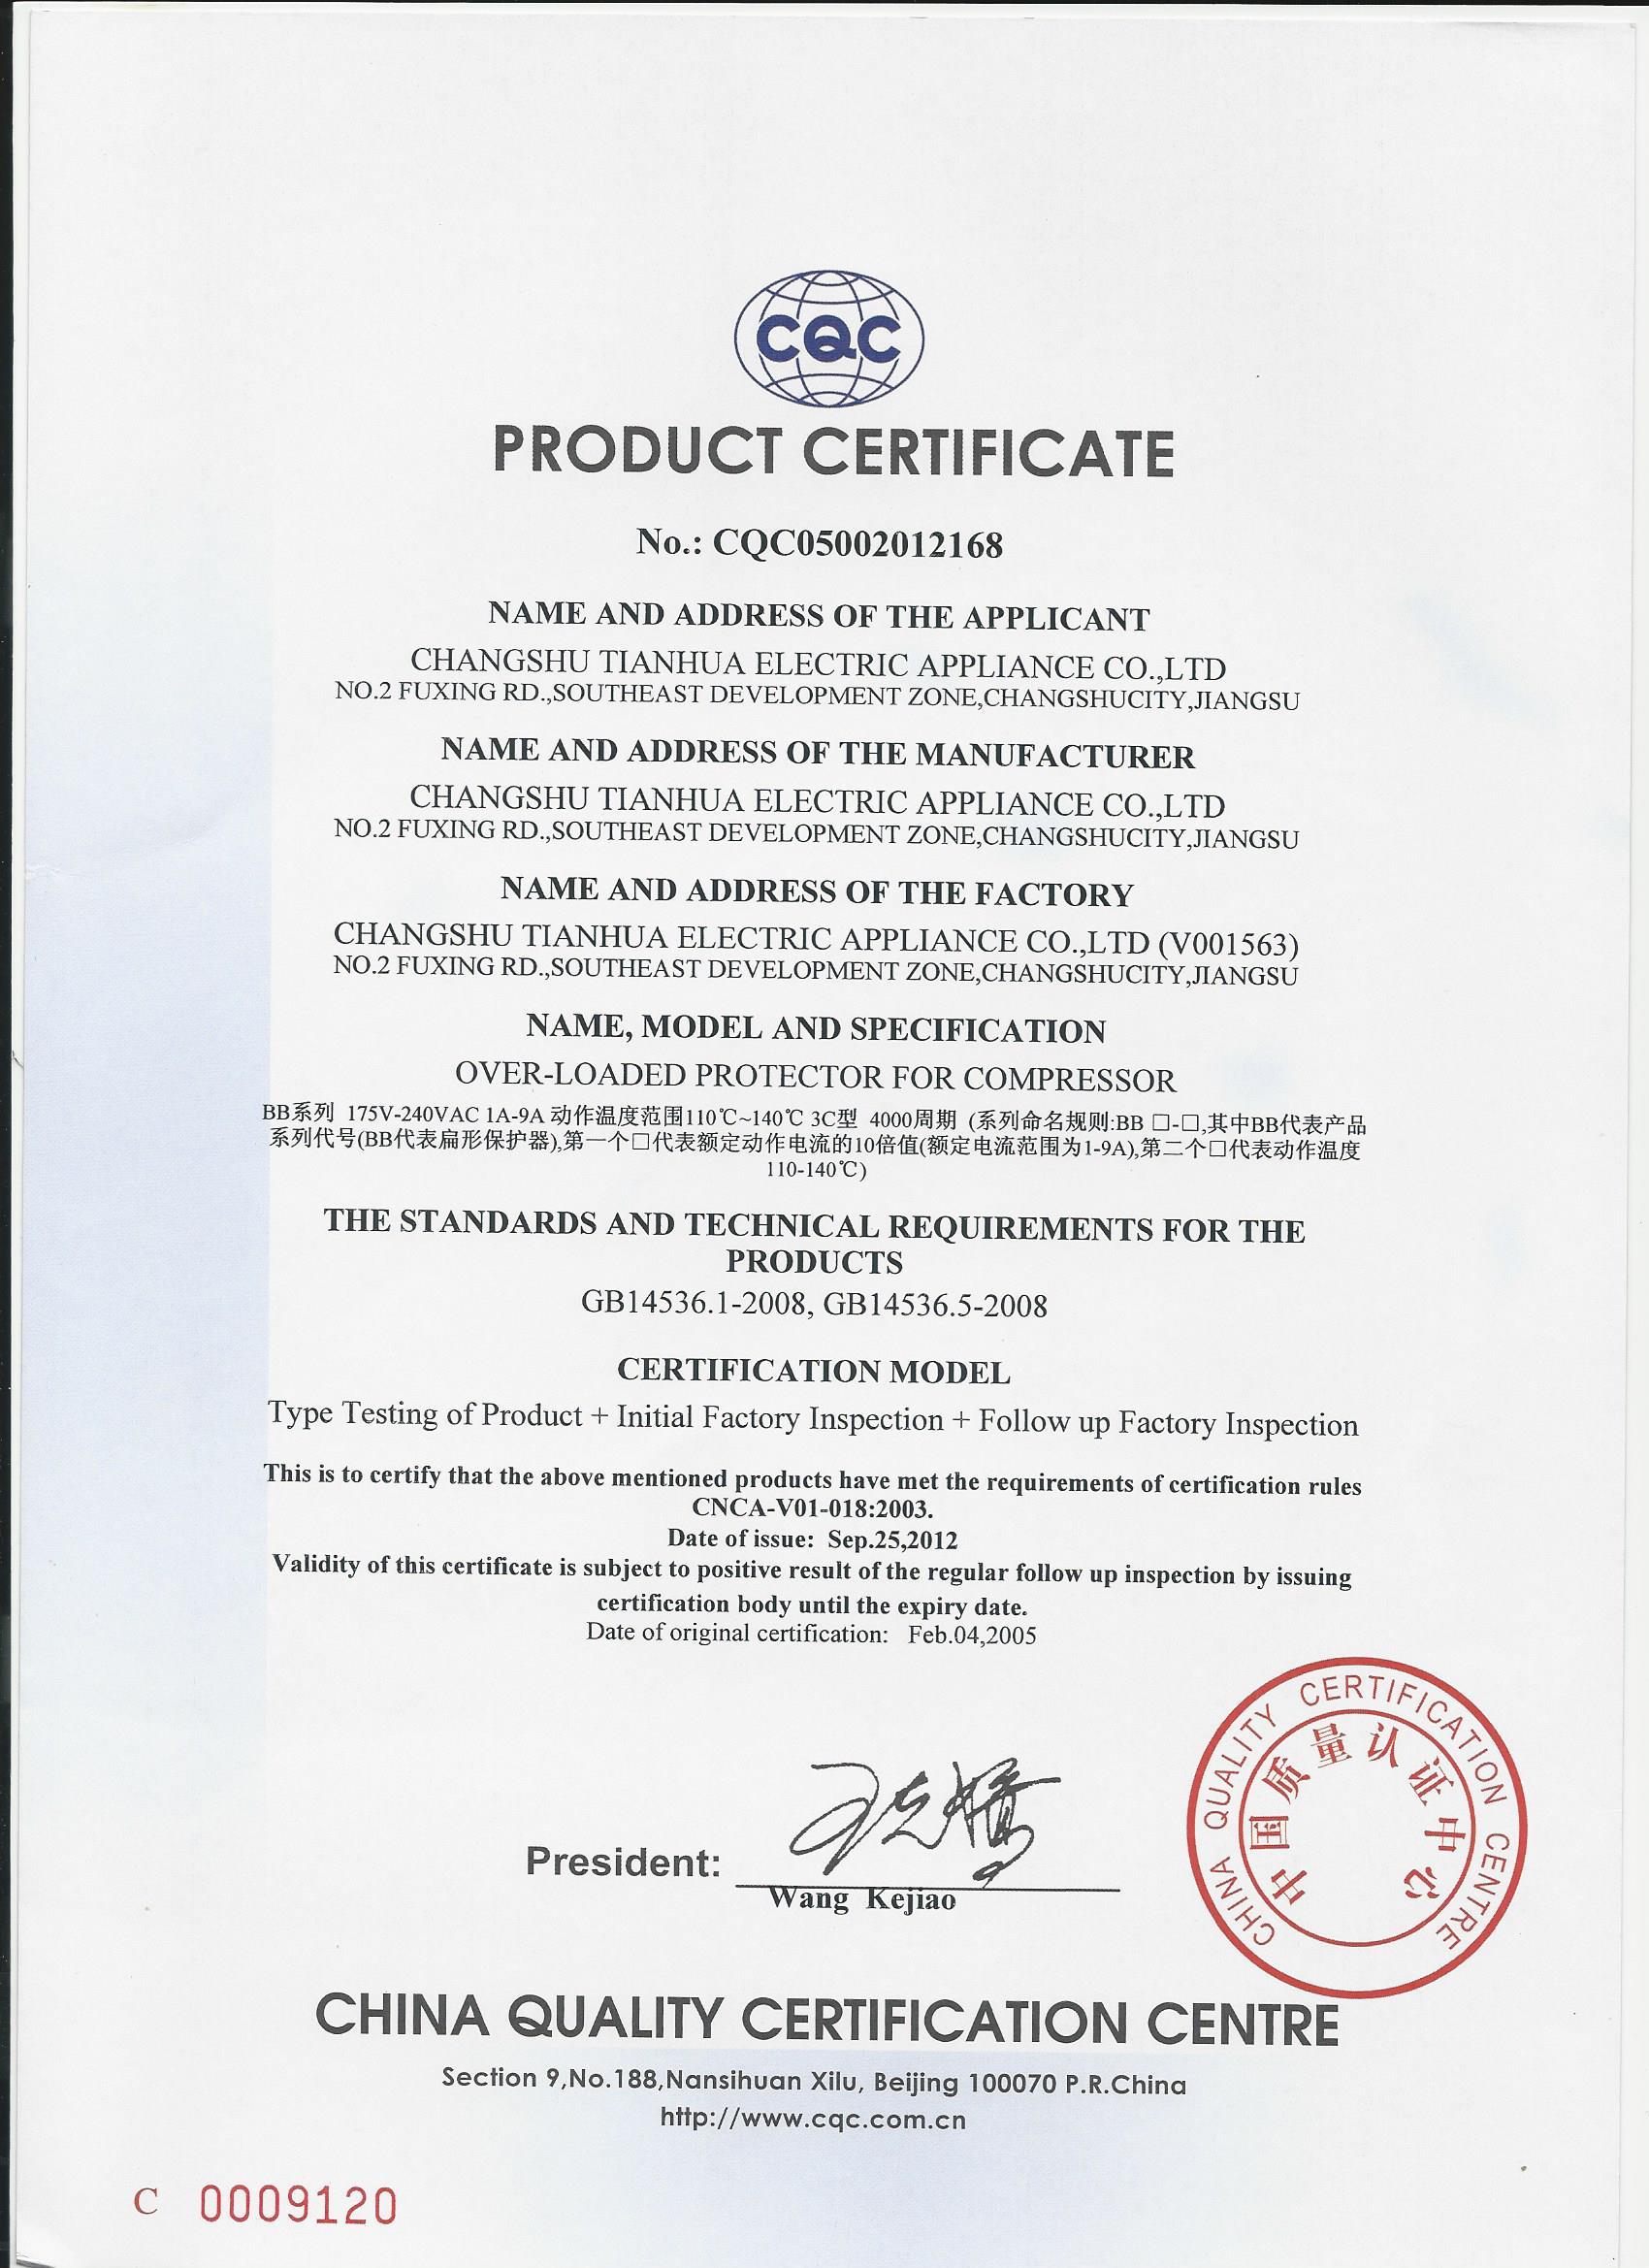 CQC
PRODUCT CERTIFICATE
No.: CQC05002012168
NAME AND ADDRESS OF THE APPLICANT
CHANGSHU TIANHUA ELECTRIC APPLIANCE CO.,LTD
NO.2 FUXING RD.,SOUTHEAST DEVELOPMENT ZONE,CHANGSHUCITY,JIANGSU
NAME AND ADDRESS OF THE MANUFACTURER
CHANGSHU TIANHUA ELECTRIC APPLIANCE CO.,LTD
NO.2 FUXING RD.,SOUTHEAST DEVELOPMENT ZONE,CHANGSHUCITY,JIANGSU
NAME AND ADDRESS OF THE FACTORY
CHANGSHU TIANHUA ELECTRIC APPLIANCE CO.,LTD (V001563)
NO.2 FUXING RD.,SOUTHEAST DEVELOPMENT ZONE,CHANGSHUCITY,JIANGSU
NAME, MODEL AND SPECIFICATION
OVER-LOADED PROTECTOR FOR COMPRESSOR
BB系列 175V-240VAC 1A-9A 动作温度范围110℃~140℃ 3C型 4000周期 (系列命名规则:BB □-□,其中BB代表产品
系列代号(BB代表扁形保护器),第一个□代表额定动作电流的10倍值(额定电流范围为1-9A),第二个□代表动作温度
110-140℃)
THE STANDARDS AND TECHNICAL REQUIREMENTS FOR THE
PRODUCTS
GB14536.1-2008, GB14536.5-2008
CERTIFICATION MODEL
Type Testing of Product + Initial Factory Inspection + Follow up Factory Inspection
This is to certify that the above mentioned products have met the requirements of certification rules
CNCA-V01-018:2003.
Date of issue: Sep.25,2012
Validity of this certificate is subject to positive result of the regular follow up inspection by issuing
certification body until the expiry date.
Date of original certification: Feb.04,2005
CHINA QUALITY CERTIFICATION CENTRE
中国质量认证中心
President:
Wang Kejiao
CHINA QUALITY CERTIFICATION CENTRE
Section 9,No.188,Nansihuan Xilu, Beijing 100070 P.R.China
http://www.cqc.com.cn
C 0009120